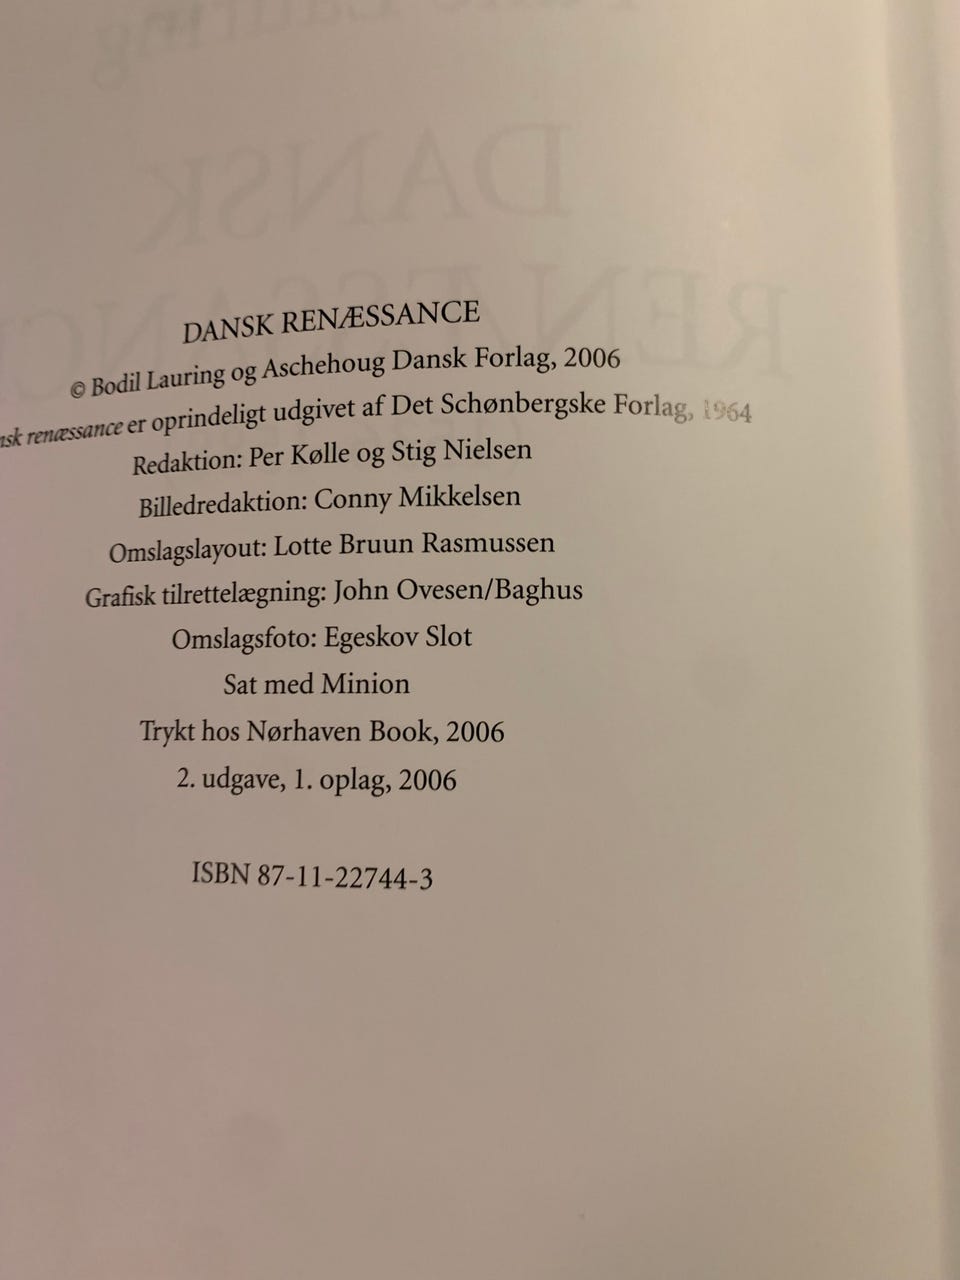 DANSK RENÆSSANCE
© Bodil Lauring og Aschehoug Dansk Forlag, 2006
nsk renæssance er oprindeligt udgivet af Det Schønbergske Forlag, 1964
Redaktion: Per Kølle og Stig Nielsen
Billedredaktion: Conny Mikkelsen
Omslagslayout: Lotte Bruun Rasmussen
Grafisk tilrettelægning: John Ovesen/Baghus
Omslagsfoto: Egeskov Slot
Sat med Minion
Trykt hos Nørhaven Book, 2006
2. udgave, 1. oplag, 2006
ISBN 87-11-22744-3